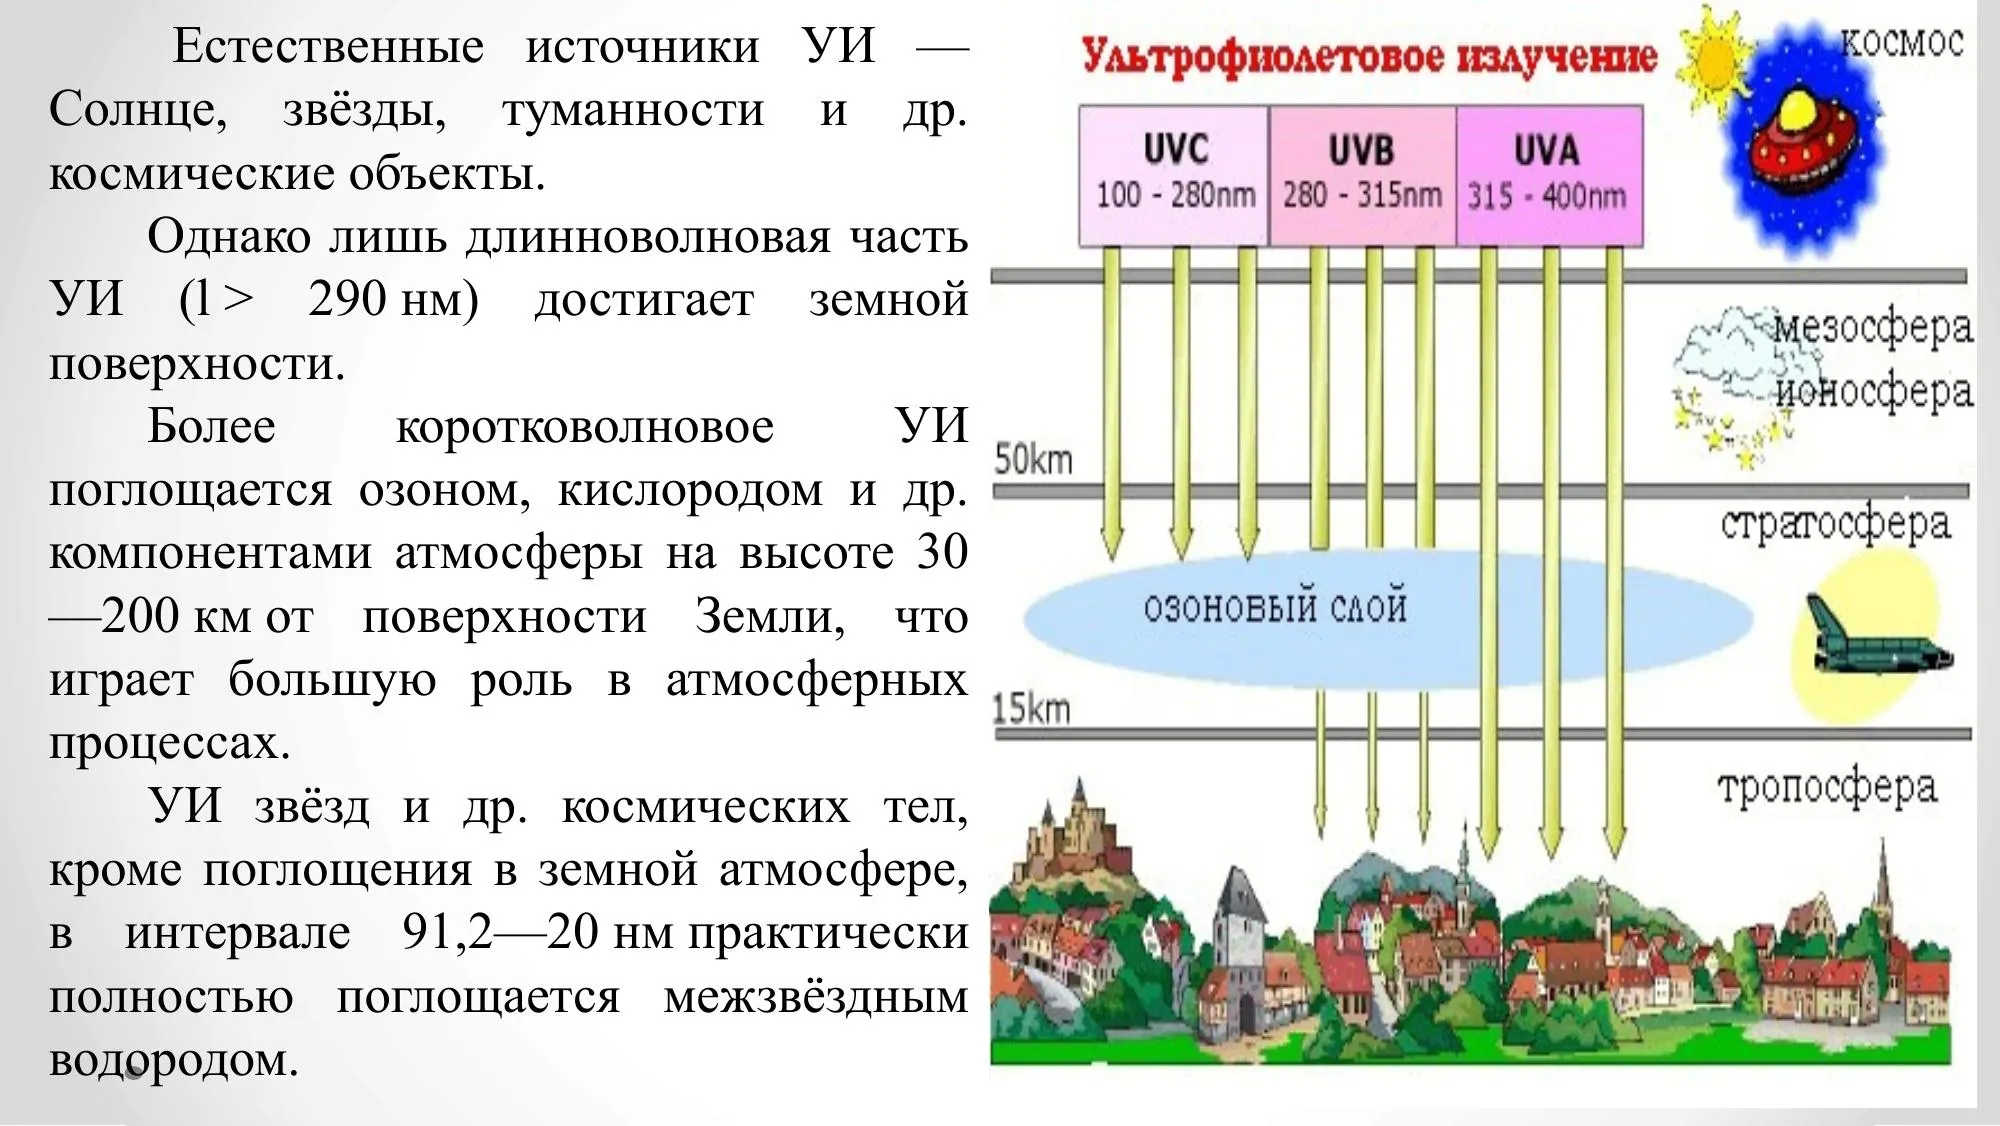 Естественные источники УИ —
Солнце, звёзды, туманности и др.
космические объекты.
Однако лишь длинноволновая часть
УИ (l > 290 нм) достигает земной
поверхности.
Более коротковолновое УИ
поглощается озоном, кислородом и др.
компонентами атмосферы на высоте 30
—200 км от поверхности Земли, что
играет большую роль в атмосферных
процессах.
УИ звёзд и др. космических тел,
кроме поглощения в земной атмосфере,
в интервале 91,2—20 нм практически
полностью поглощается межзвёздным
водородом.
Ультрофиолетовое излучение
космос
UVC
100 - 280nm
UVB
280 - 315nm
UVA
315 - 400nm
мезосфера
ионосфера
50km
стратосфера
озоновый слой
15km
тропосфера